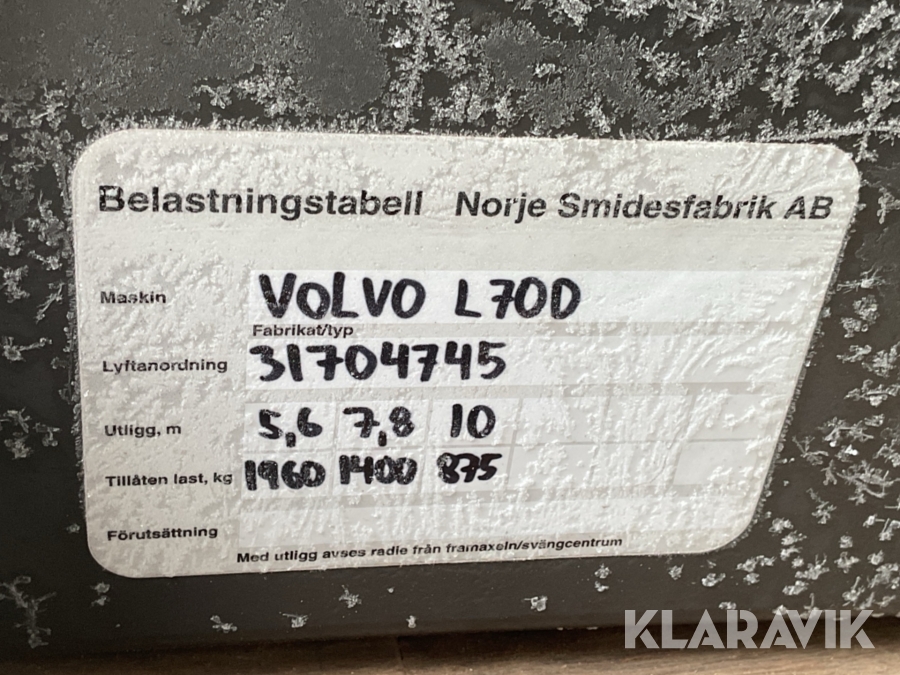 Belastningstabell Norje Smidesfabrik AB
Maskin VOLVO L70D
Fabrikat/typ
Lyftanordning 31704745
Utligg, m 5,6 7,8 10
Tillåten last, kg 1960 1400 875
Förutsättning
Med utligg avses radie från framaxeln/svängcentrum
KLARAVIK